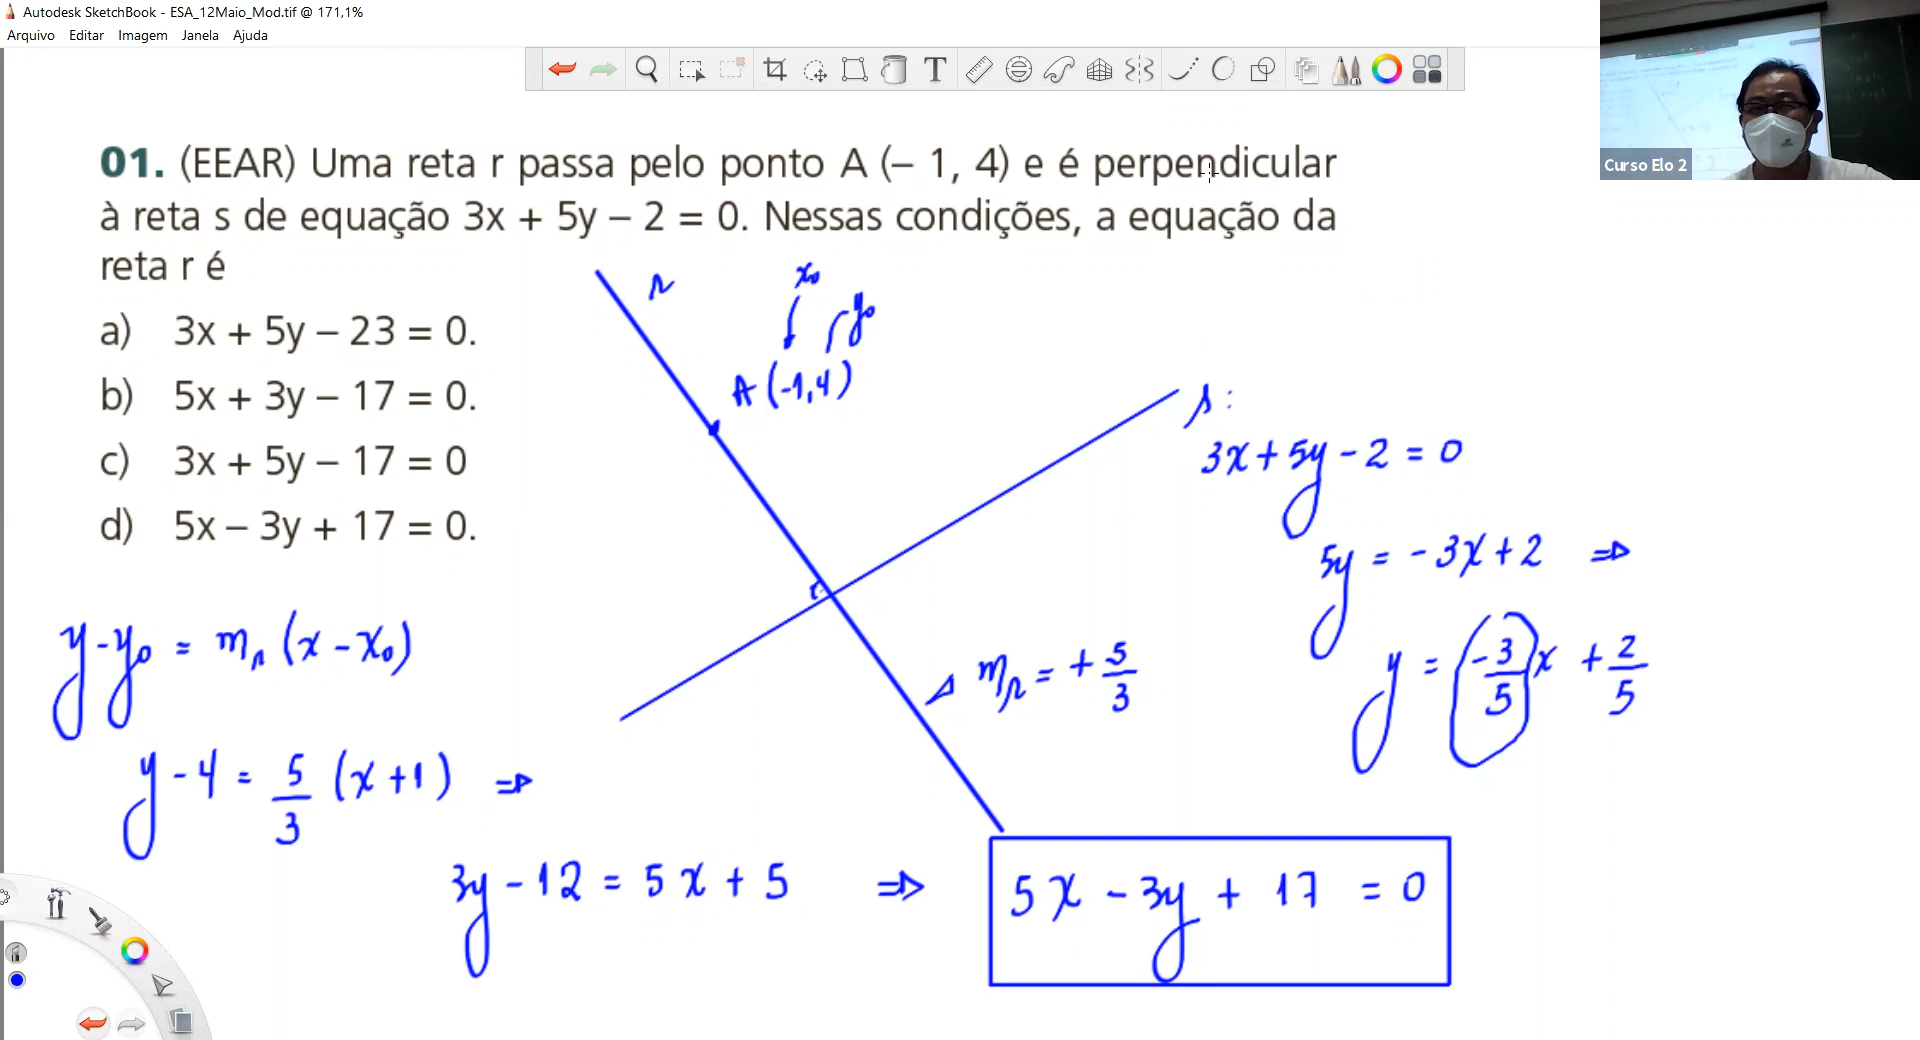 Autodesk SketchBook - ESA_12Maio_Mod.tif @ 171,1%
Arquivo Editar Imagem Janela Ajuda
Curso Elo 2
01. (EEAR) Uma reta r passa pelo ponto A (– 1, 4) e é perpendicular
à reta s de equação 3x + 5y – 2 = 0. Nessas condições, a equação da
reta r é
a) 3x + 5y – 23 = 0.
b) 5x + 3y – 17 = 0.
c) 3x + 5y – 17 = 0
d) 5x – 3y + 17 = 0.
r
x₀
y₀
A (-1,4)
s:
3x + 5y - 2 = 0
5y = -3x + 2 ⇒
y = (-3/5)x + 2/5
mᵣ = + 5/3
y - y₀ = mᵣ (x - x₀)
y - 4 = 5/3 (x + 1) ⇒
3y - 12 = 5x + 5 ⇒
5x - 3y + 17 = 0